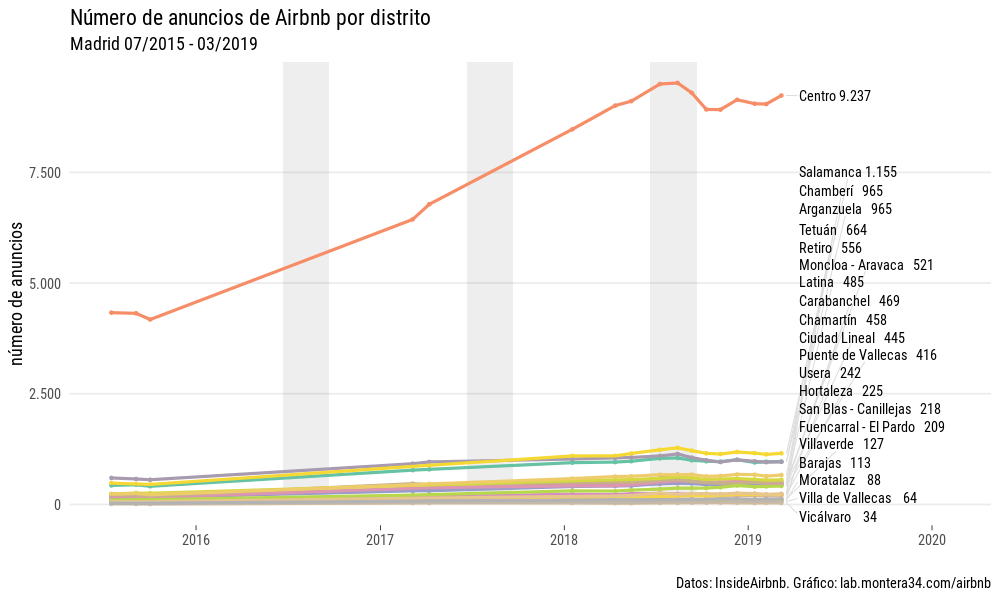 Número de anuncios de Airbnb por distrito
Madrid 07/2015 - 03/2019
Centro 9.237
7.500
5.000
2.500
0
número de anuncios
Salamanca 1.155
Chamberí 965
Arganzuela 965
Tetuán 664
Retiro 556
Moncloa - Aravaca 521
Latina 485
Carabanchel 469
Chamartín 458
Ciudad Lineal 445
Puente de Vallecas 416
Usera 242
Hortaleza 225
San Blas - Canillejas 218
Fuencarral - El Pardo 209
Villaverde 127
Barajas 113
Moratalaz 88
Villa de Vallecas 64
Vicálvaro 34
2016 2017 2018 2019 2020
Datos: InsideAirbnb. Gráfico: lab.montera34.com/airbnb